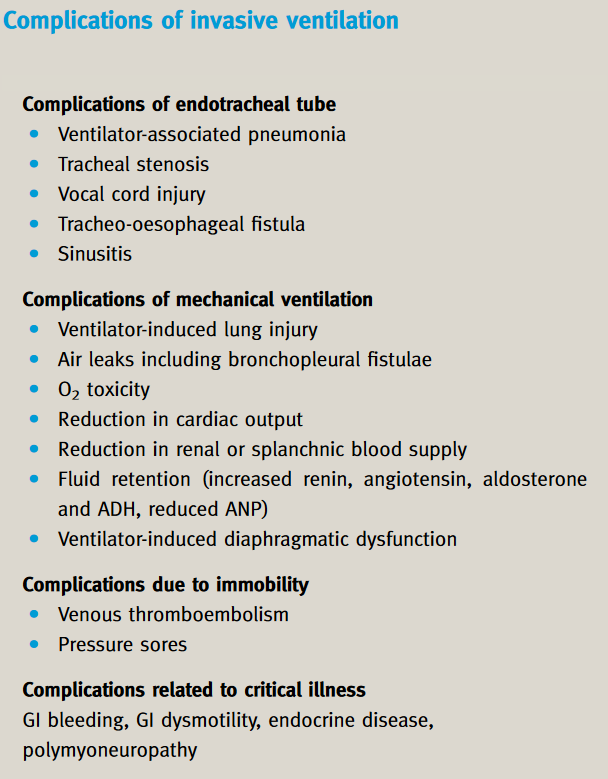 Complications of invasive ventilation
Complications of endotracheal tube
• Ventilator-associated pneumonia
• Tracheal stenosis
• Vocal cord injury
• Tracheo-oesophageal fistula
• Sinusitis
Complications of mechanical ventilation
• Ventilator-induced lung injury
• Air leaks including bronchopleural fistulae
• O₂ toxicity
• Reduction in cardiac output
• Reduction in renal or splanchnic blood supply
• Fluid retention (increased renin, angiotensin, aldosterone
and ADH, reduced ANP)
• Ventilator-induced diaphragmatic dysfunction
Complications due to immobility
• Venous thromboembolism
• Pressure sores
Complications related to critical illness
GI bleeding, GI dysmotility, endocrine disease,
polymyoneuropathy